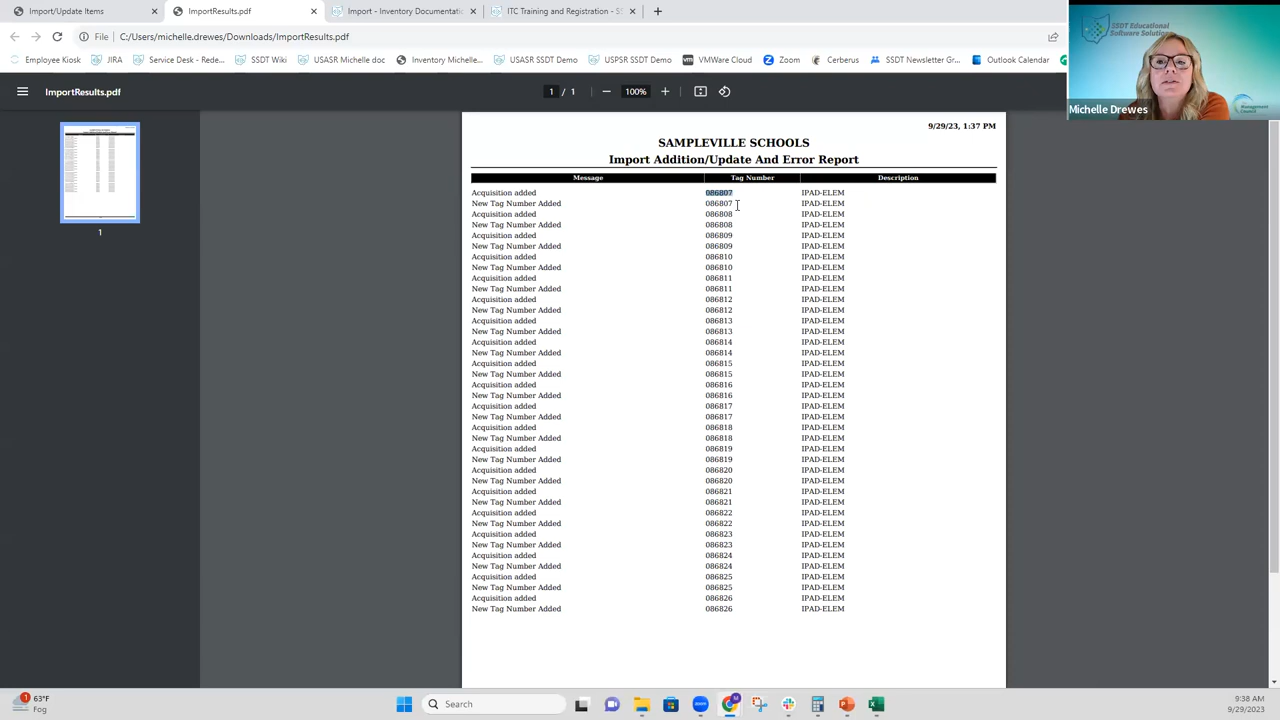 Import/Update Items
ImportResults.pdf
Import - Inventory Documentation
ITC Training and Registration - SS
File
C:/Users/michelle.drewes/Downloads/ImportResults.pdf
Employee Kiosk
JIRA
Service Desk - Rede...
SSDT Wiki
USASR Michelle doc
Inventory Michelle...
USASR SSDT Demo
USPSR SSDT Demo
VMWare Cloud
Zoom
Cerberus
SSDT Newsletter Gr...
Outlook Calendar
SSDT Educational
Software Solutions
Michelle Drewes
ImportResults.pdf
1 / 1
100%
1
9/29/23, 1:37 PM
SAMPLEVILLE SCHOOLS
Import Addition/Update And Error Report
Message Tag Number Description
Acquisition added 086807 IPAD-ELEM
New Tag Number Added 086807 IPAD-ELEM
Acquisition added 086808 IPAD-ELEM
New Tag Number Added 086808 IPAD-ELEM
Acquisition added 086809 IPAD-ELEM
New Tag Number Added 086809 IPAD-ELEM
Acquisition added 086810 IPAD-ELEM
New Tag Number Added 086810 IPAD-ELEM
Acquisition added 086811 IPAD-ELEM
New Tag Number Added 086811 IPAD-ELEM
Acquisition added 086812 IPAD-ELEM
New Tag Number Added 086812 IPAD-ELEM
Acquisition added 086813 IPAD-ELEM
New Tag Number Added 086813 IPAD-ELEM
Acquisition added 086814 IPAD-ELEM
New Tag Number Added 086814 IPAD-ELEM
Acquisition added 086815 IPAD-ELEM
New Tag Number Added 086815 IPAD-ELEM
Acquisition added 086816 IPAD-ELEM
New Tag Number Added 086816 IPAD-ELEM
Acquisition added 086817 IPAD-ELEM
New Tag Number Added 086817 IPAD-ELEM
Acquisition added 086818 IPAD-ELEM
New Tag Number Added 086818 IPAD-ELEM
Acquisition added 086819 IPAD-ELEM
New Tag Number Added 086819 IPAD-ELEM
Acquisition added 086820 IPAD-ELEM
New Tag Number Added 086820 IPAD-ELEM
Acquisition added 086821 IPAD-ELEM
New Tag Number Added 086821 IPAD-ELEM
Acquisition added 086822 IPAD-ELEM
New Tag Number Added 086822 IPAD-ELEM
Acquisition added 086823 IPAD-ELEM
New Tag Number Added 086823 IPAD-ELEM
Acquisition added 086824 IPAD-ELEM
New Tag Number Added 086824 IPAD-ELEM
Acquisition added 086825 IPAD-ELEM
New Tag Number Added 086825 IPAD-ELEM
Acquisition added 086826 IPAD-ELEM
New Tag Number Added 086826 IPAD-ELEM
1
63°F
Fog
Search
9:38 AM
9/29/2023